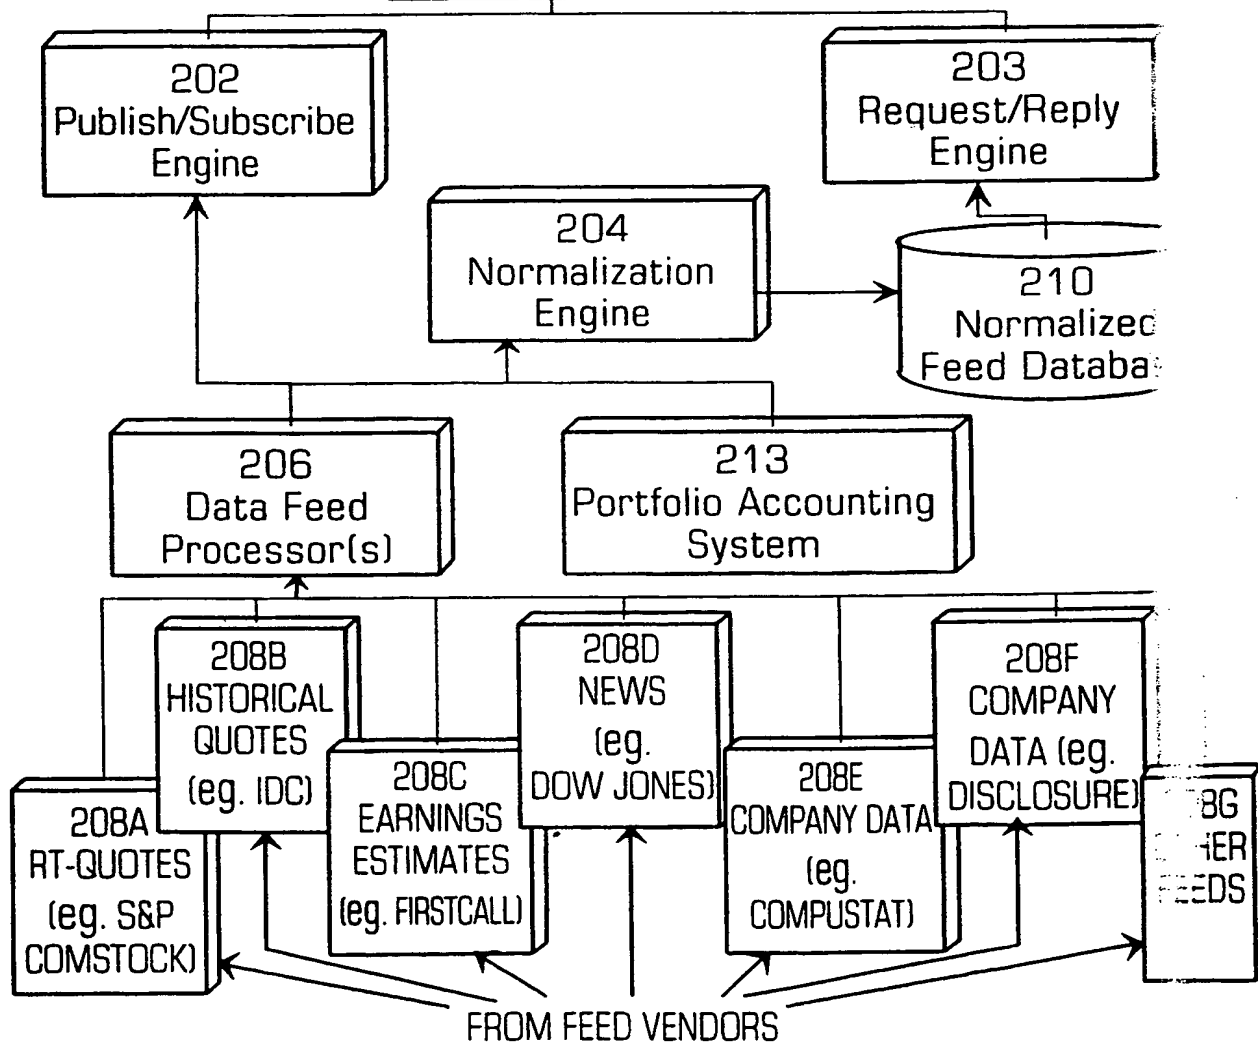 202
Publish/Subscribe
Engine
203
Request/Reply
Engine
204
Normalization
Engine
210
Normalized
Feed
206
Data Feed
Processor(s)
213
Portfolio Accounting
System
208A
RT-QUOTES
(eg. S&P
COMSTOCK)
208B
HISTORICAL
QUOTES
(eg. IDC)
208C
EARNINGS
ESTIMATES
(eg. FIRSTCALL)
208D
NEWS
(eg.
DOW JONES)
208E
COMPANY DATA
(eg.
COMPUSTAT)
208F
COMPANY
DATA (eg.
DISCLOSURE)
FROM FEED VENDORS